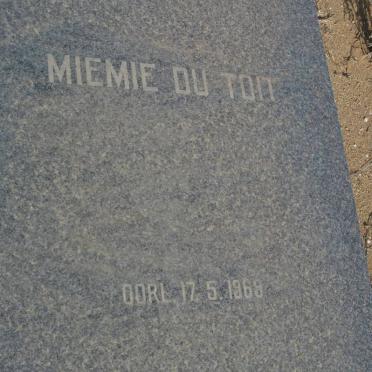 MIEMIE DU TOIT
OORL. 17. 5. 1968